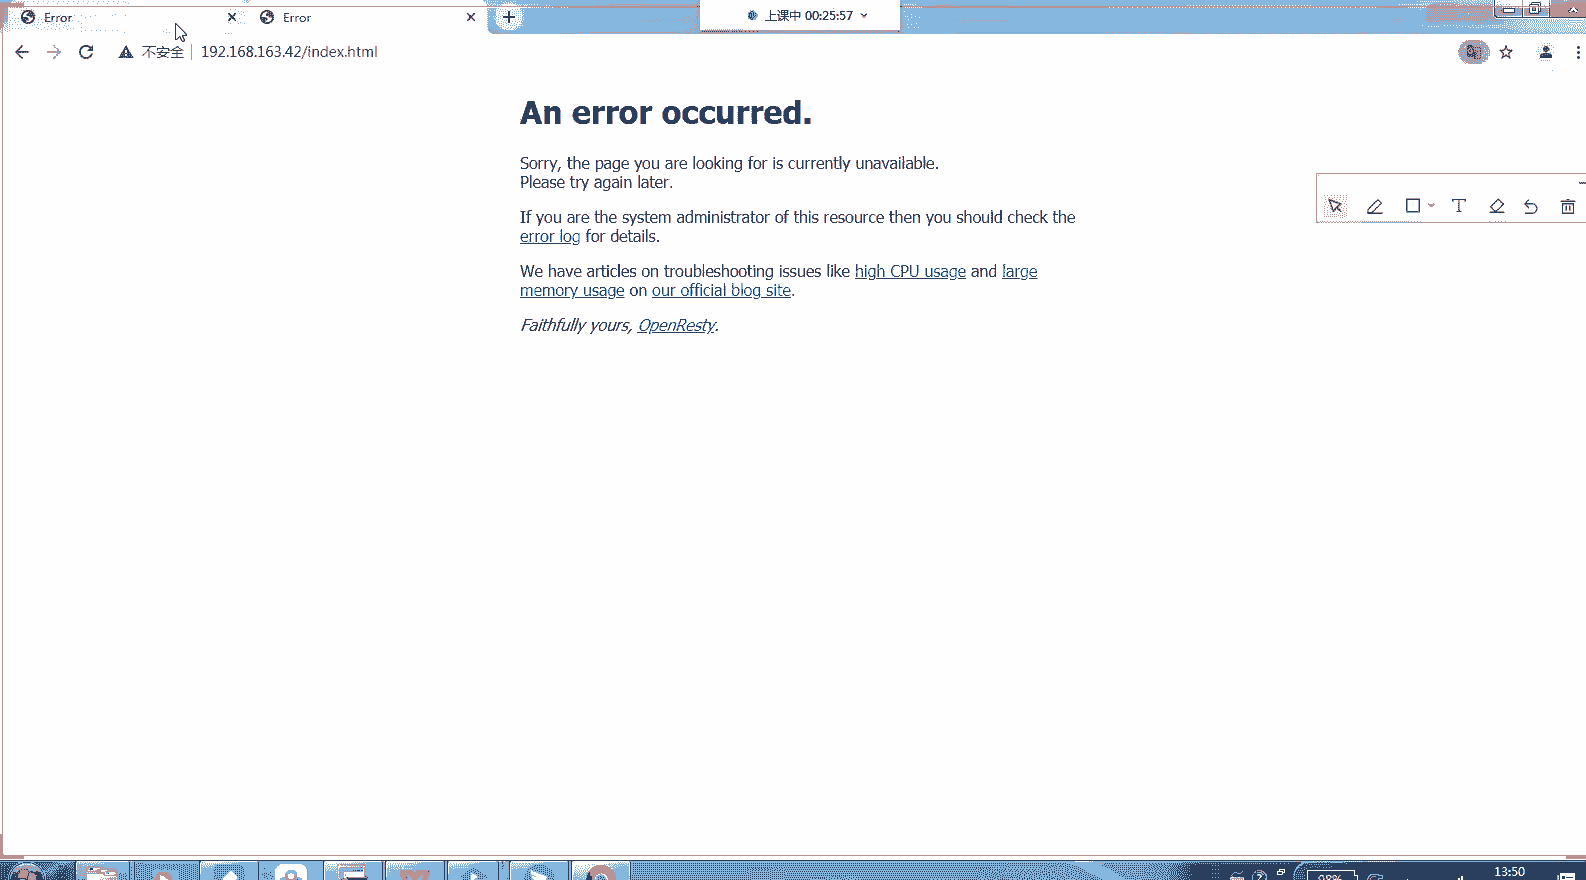 Error
Error
上课中 00:25:57
不安全
192.168.163.42/index.html
An error occurred.
Sorry, the page you are looking for is currently unavailable.
Please try again later.
If you are the system administrator of this resource then you should check the
error log for details.
We have articles on troubleshooting issues like high CPU usage and large
memory usage on our official blog site.
Faithfully yours, OpenResty.
T
98%
13:50